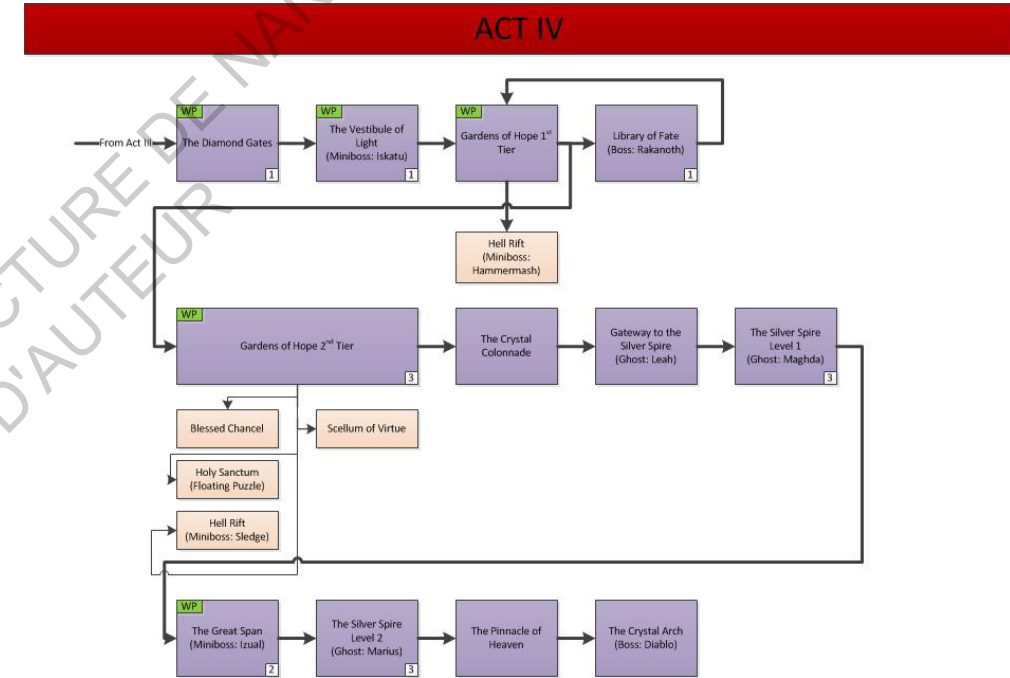 ACT IV
WP
WP
WP
From Act III
The Diamond Gates
1
The Vestibule of
Light
(Miniboss: Iskatu)
1
Gardens of Hope 1st
Tier
Library of Fate
(Boss: Rakanoth)
1
Hell Rift
(Miniboss:
Hammermash)
WP
Gardens of Hope 2nd Tier
3
The Crystal
Colonnade
Gateway to the
Silver Spire
(Ghost: Leah)
The Silver Spire
Level 1
(Ghost: Maghda)
3
Blessed Chancel
Scellum of Virtue
Holy Sanctum
(Floating Puzzle)
Hell Rift
(Miniboss: Sledge)
WP
The Great Span
(Miniboss: Izual)
2
The Silver Spire
Level 2
(Ghost: Marius)
3
The Pinnacle of
Heaven
The Crystal Arch
(Boss: Diablo)
DE
D'AUTEUR